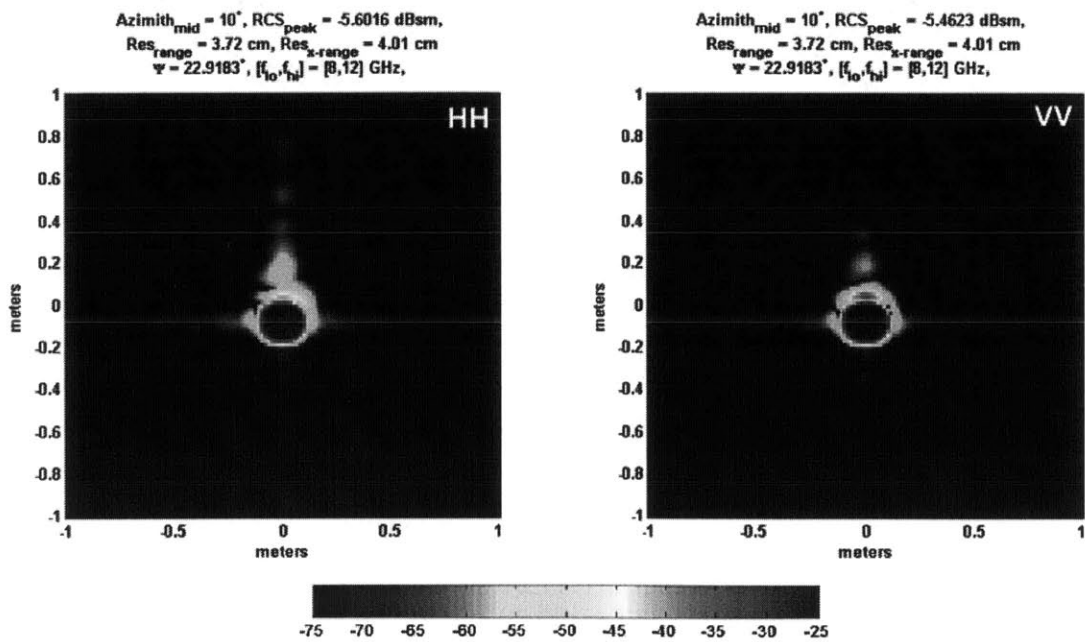 Azimuth_mid = 10°, RCS_peak = -5.6016 dBsm,
Res_range = 3.72 cm, Res_x-range = 4.01 cm
Ψ = 22.9183°, [f_lo,f_hi] = [8,12] GHz,
HH
1
0.8
0.6
0.4
0.2
0
-0.2
-0.4
-0.6
-0.8
-1
meters
-1 -0.5 0 0.5 1
meters
Azimuth_mid = 10°, RCS_peak = -5.4623 dBsm,
Res_range = 3.72 cm, Res_x-range = 4.01 cm
Ψ = 22.9183°, [f_lo,f_hi] = [8,12] GHz,
VV
1
0.8
0.6
0.4
0.2
0
-0.2
-0.4
-0.6
-0.8
-1
meters
-1 -0.5 0 0.5 1
meters
-75 -70 -65 -60 -55 -50 -45 -40 -35 -30 -25